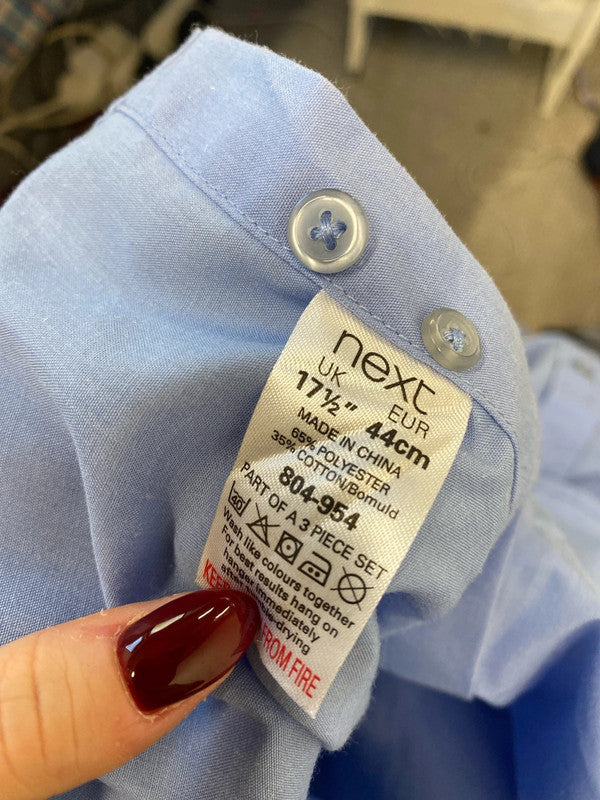 next
UK EUR
17½" 44cm
MADE IN CHINA
65% POLYESTER
35% COTTON/Bomuld
804-954
PART OF A 3 PIECE SET
40
Wash like colours together
For best results hang on
hanger immediately
after -drying
FROM FIRE